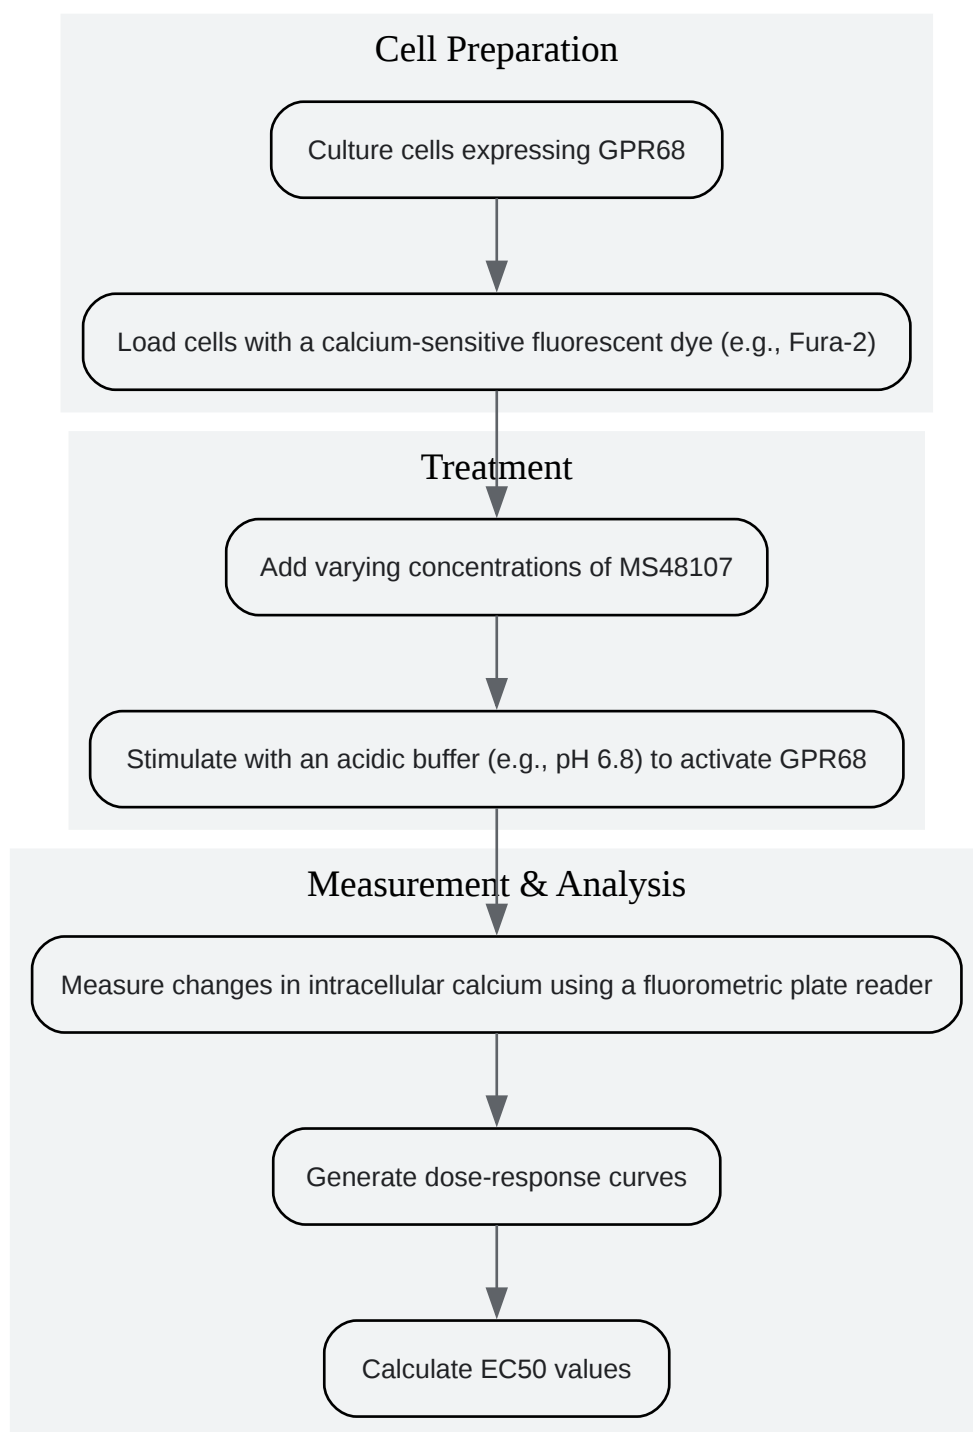 Cell Preparation
Culture cells expressing GPR68
Load cells with a calcium-sensitive fluorescent dye (e.g., Fura-2)
Treatment
Add varying concentrations of MS48107
Stimulate with an acidic buffer (e.g., pH 6.8) to activate GPR68
Measurement & Analysis
Measure changes in intracellular calcium using a fluorometric plate reader
Generate dose-response curves
Calculate EC50 values